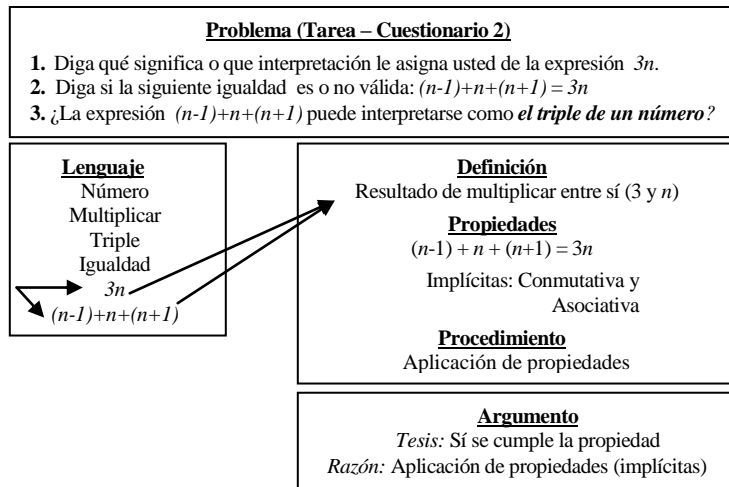 Problema (Tarea – Cuestionario 2)
1. Diga qué significa o que interpretación le asigna usted de la expresión 3n.
2. Diga si la siguiente igualdad es o no válida: (n-1)+n+(n+1) = 3n
3. ¿La expresión (n-1)+n+(n+1) puede interpretarse como el triple de un número?
Lenguaje
Número
Multiplicar
Triple
Igualdad
3n
(n-1)+n+(n+1)
Definición
Resultado de multiplicar entre sí (3 y n)
Propiedades
(n-1) + n + (n+1) = 3n
Implícitas: Conmutativa y
Asociativa
Procedimiento
Aplicación de propiedades
Argumento
Tesis: Sí se cumple la propiedad
Razón: Aplicación de propiedades (implícitas)